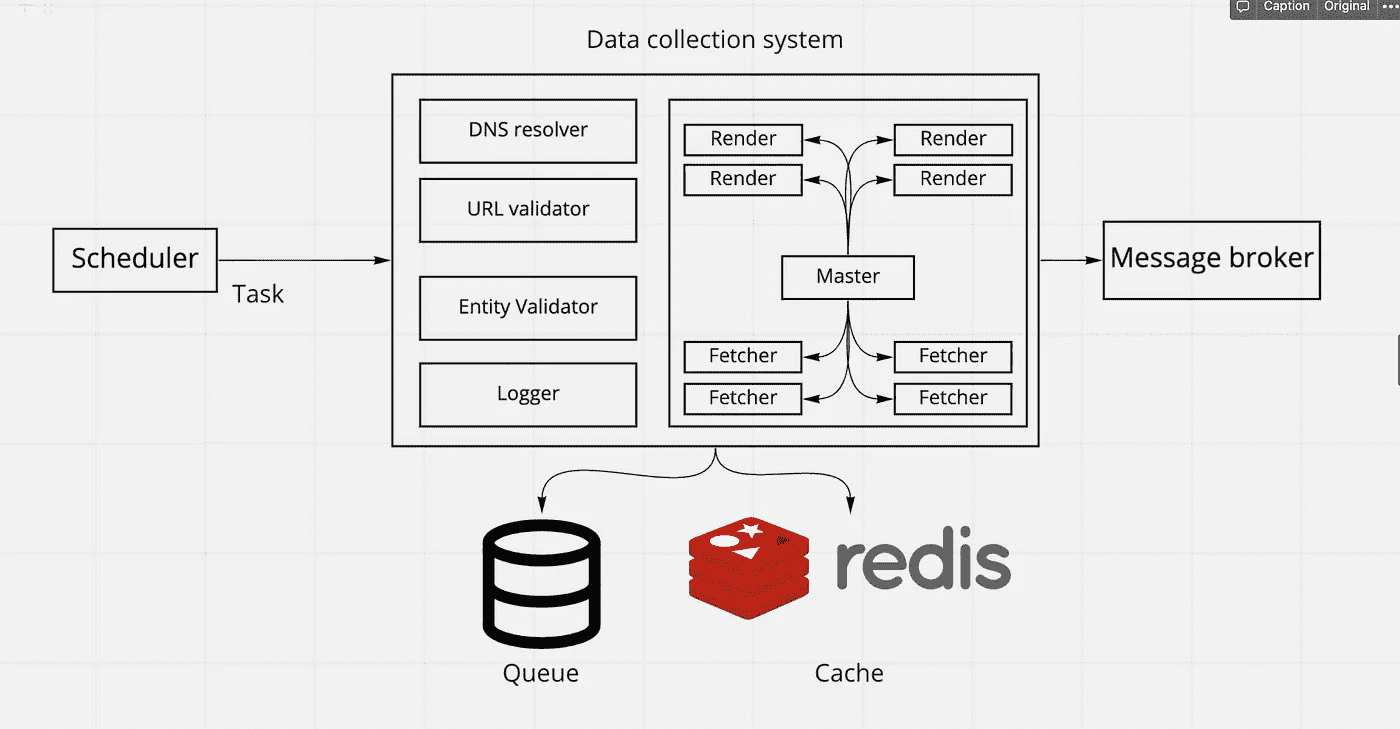 Caption Original
Data collection system
DNS resolver
URL validator
Entity Validator
Logger
Render Render
Render Render
Master
Fetcher Fetcher
Fetcher Fetcher
Scheduler
Task
Message broker
redis
Queue
Cache